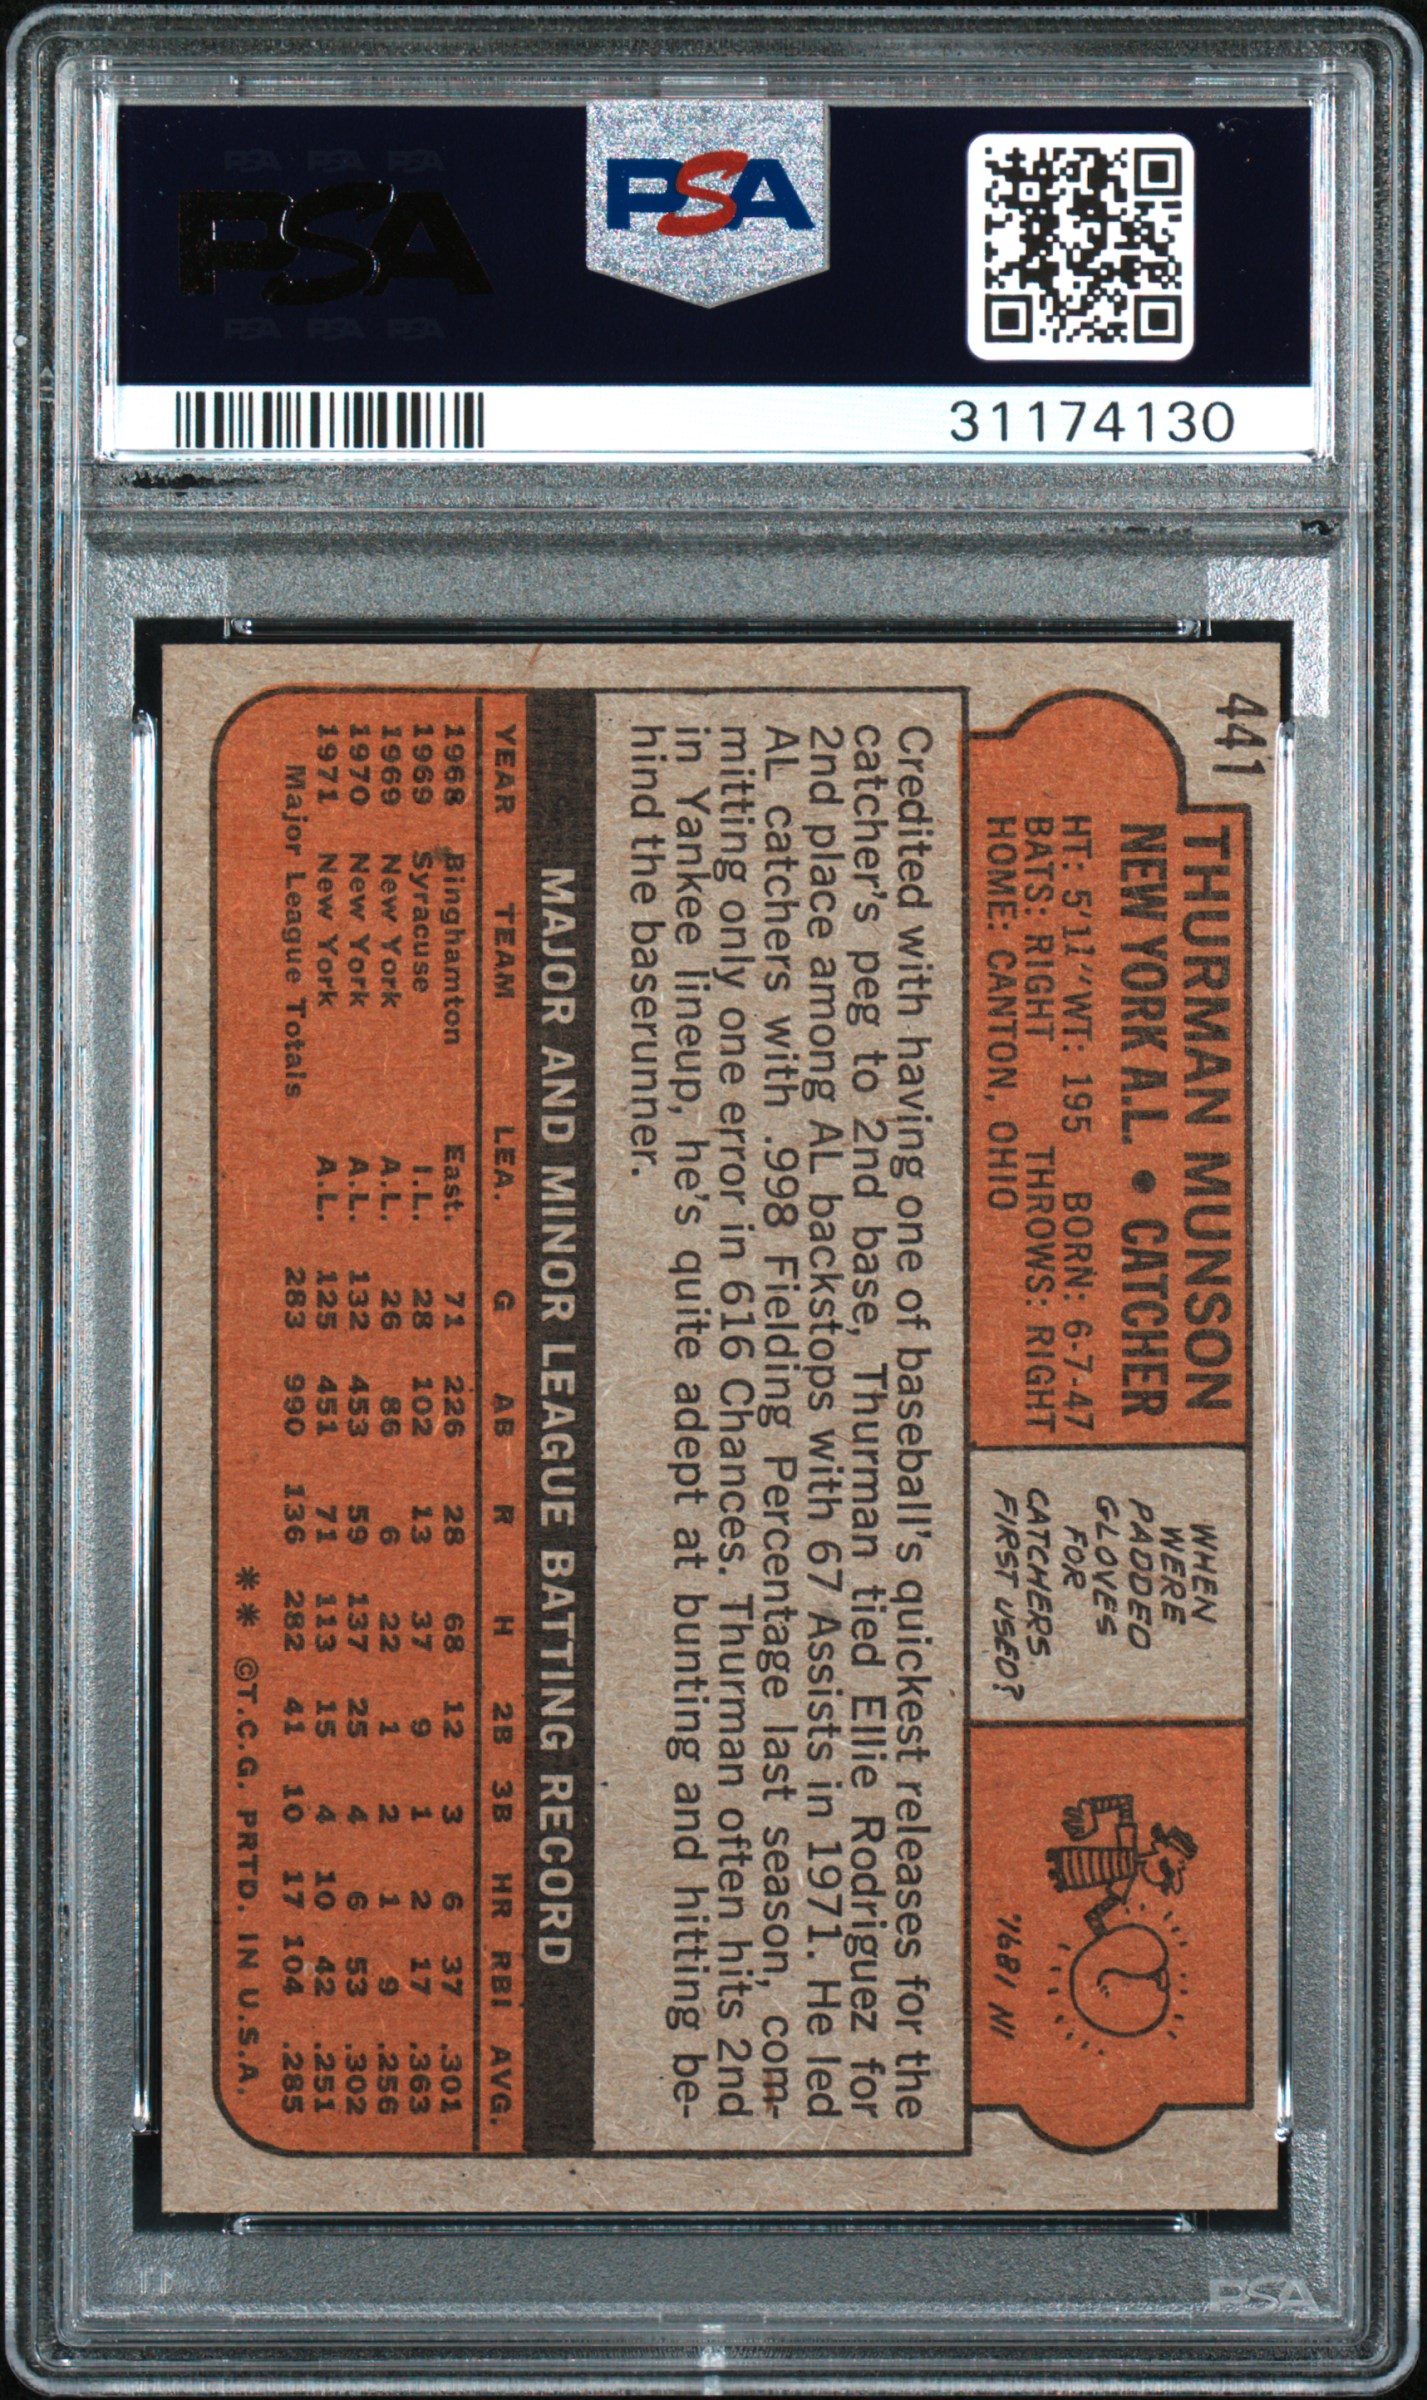 PSA PSA PSA
PSA
PSA PSA PSA
PSA
31174130
441
THURMAN MUNSON
NEW YORK A.L. • CATCHER
HT: 5'11" WT: 195 BORN: 6-7-47
BATS: RIGHT THROWS: RIGHT
HOME: CANTON, OHIO
WHEN
WERE
PADDED
GLOVES
FOR
CATCHERS
FIRST USED?
IN 1891.
Credited with having one of baseball's quickest releases for the
catcher's peg to 2nd base, Thurman tied Ellie Rodriguez for
2nd place among AL backstops with 67 Assists in 1971. He led
AL catchers with .998 Fielding Percentage last season, com-
mitting only one error in 616 Chances. Thurman often hits 2nd
in Yankee lineup, he's quite adept at bunting and hitting be-
hind the baserunner.
MAJOR AND MINOR LEAGUE BATTING RECORD
YEAR TEAM LEA. G AB R H 2B 3B HR RBI AVG.
1968 Binghamton East. 71 226 28 68 12 3 6 37 .301
1969 Syracuse I.L. 28 102 13 37 9 1 2 17 .363
1969 New York A.L. 26 86 6 22 1 2 1 9 .256
1970 New York A.L. 132 453 59 137 25 4 6 53 .302
1971 New York A.L. 125 451 71 113 15 4 10 42 .251
Major League Totals 283 990 136 282 41 10 17 104 .285
** ©T.C.G. PRTD. IN U.S.A.
PSA